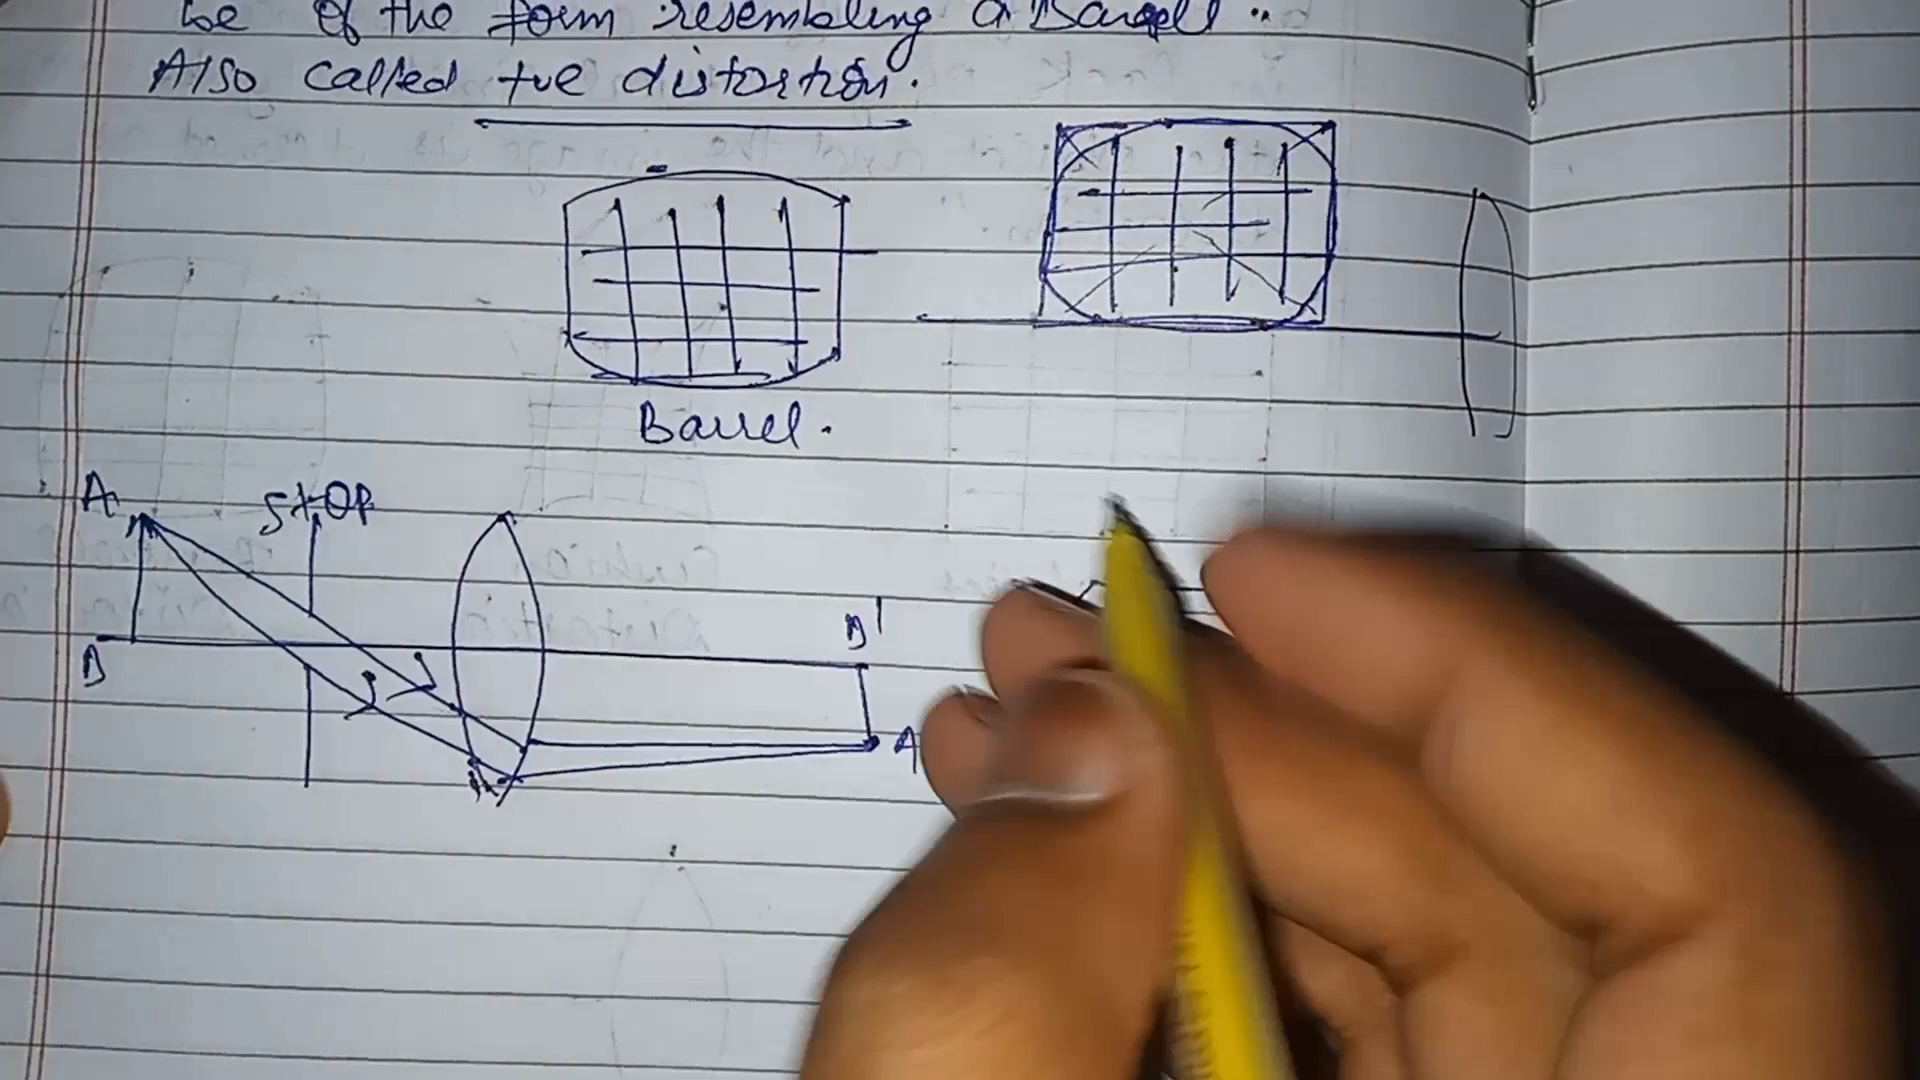 be of the form resembling a Barrel ..
Also called +ve distortion.
Barrel.
A
STOP
B
B'
A